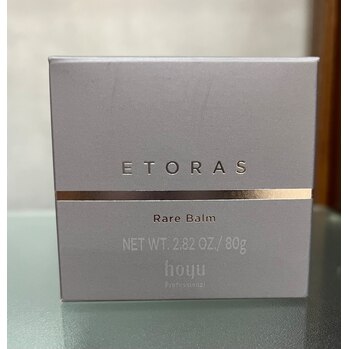 ETORAS
Rare Balm
NET WT. 2.82 OZ./ 80g
hoyu
Professional